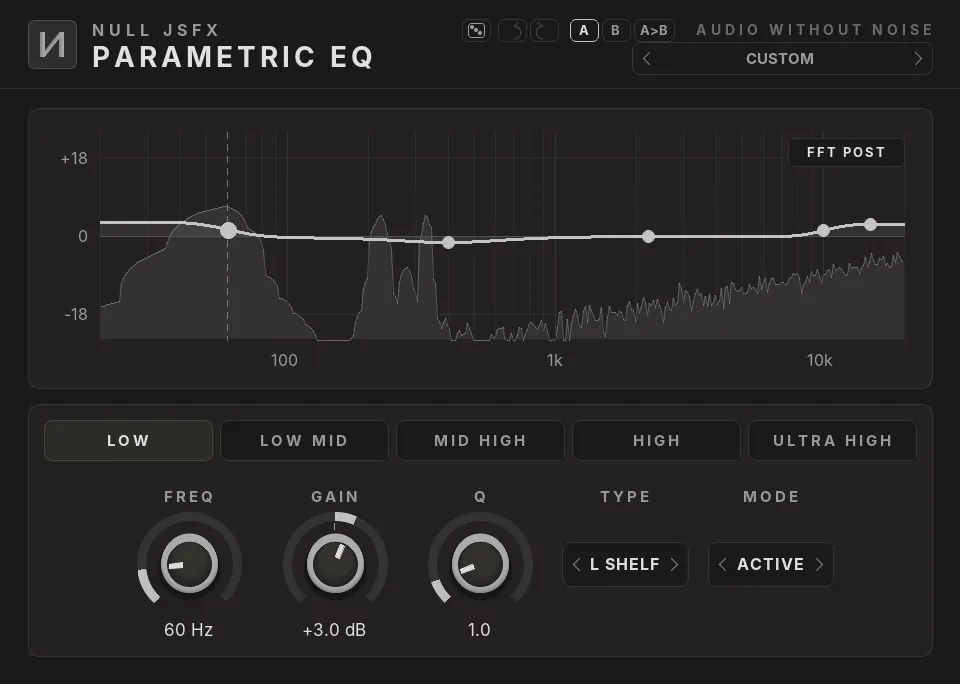 NULL JSFX
PARAMETRIC EQ
A B A>B AUDIO WITHOUT NOISE
CUSTOM
FFT POST
+18
0
-18
100 1k 10k
LOW LOW MID MID HIGH HIGH ULTRA HIGH
FREQ GAIN Q TYPE MODE
L SHELF ACTIVE
60 Hz +3.0 dB 1.0